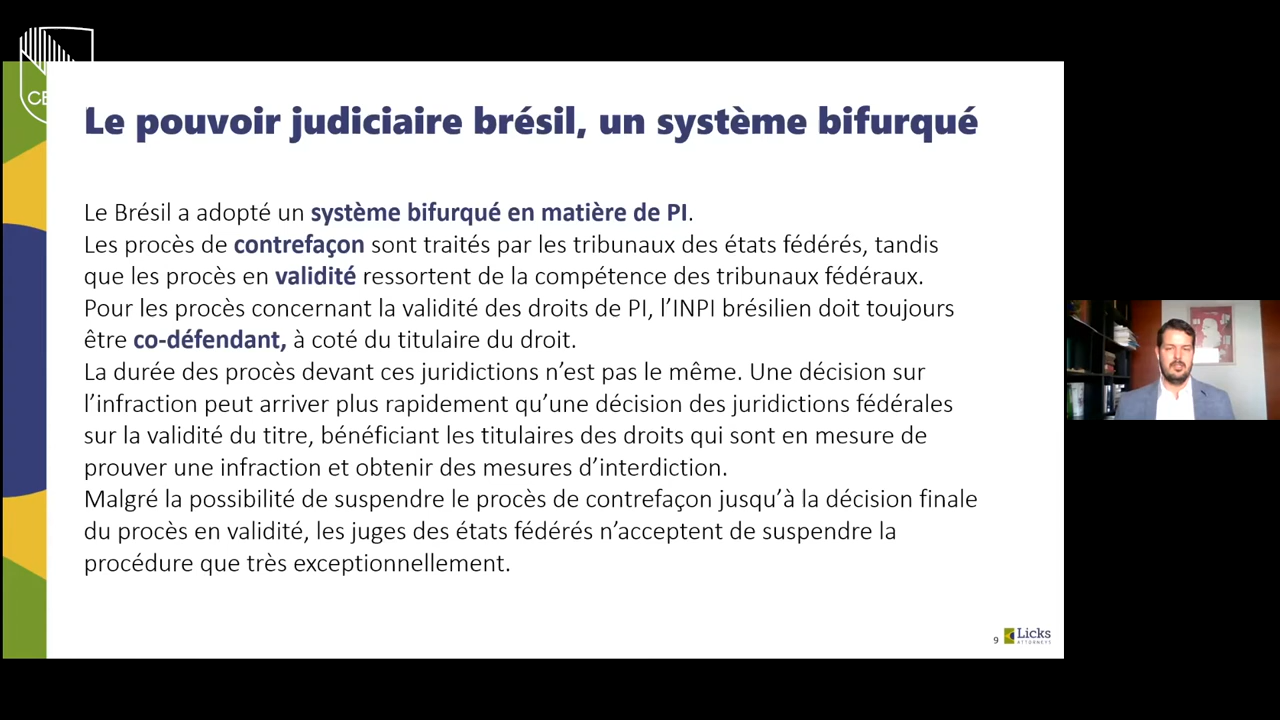 Le pouvoir judiciaire brésil, un système bifurqué
Le Brésil a adopté un système bifurqué en matière de PI.
Les procès de contrefaçon sont traités par les tribunaux des états fédérés, tandis
que les procès en validité ressortent de la compétence des tribunaux fédéraux.
Pour les procès concernant la validité des droits de PI, l’INPI brésilien doit toujours
être co-défendant, à coté du titulaire du droit.
La durée des procès devant ces juridictions n’est pas le même. Une décision sur
l’infraction peut arriver plus rapidement qu’une décision des juridictions fédérales
sur la validité du titre, bénéficiant les titulaires des droits qui sont en mesure de
prouver une infraction et obtenir des mesures d’interdiction.
Malgré la possibilité de suspendre le procès de contrefaçon jusqu’à la décision finale
du procès en validité, les juges des états fédérés n’acceptent de suspendre la
procédure que très exceptionnellement.
9
Licks
ATTORNEYS